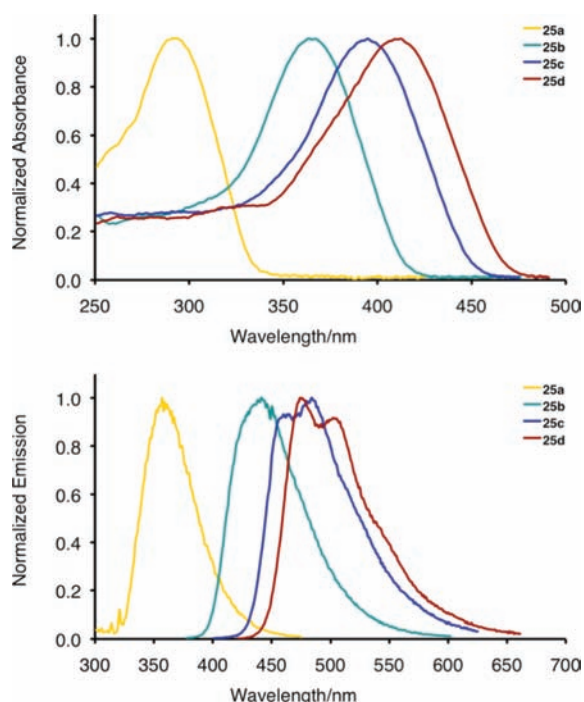 Normalized Absorbance
1.0
0.8
0.6
0.4
0.2
0.0
250 300 350 400 450 500
Wavelength/nm
25a
25b
25c
25d
Normalized Emission
1.0
0.8
0.6
0.4
0.2
0.0
300 350 400 450 500 550 600 650 700
Wavelength/nm
25a
25b
25c
25d